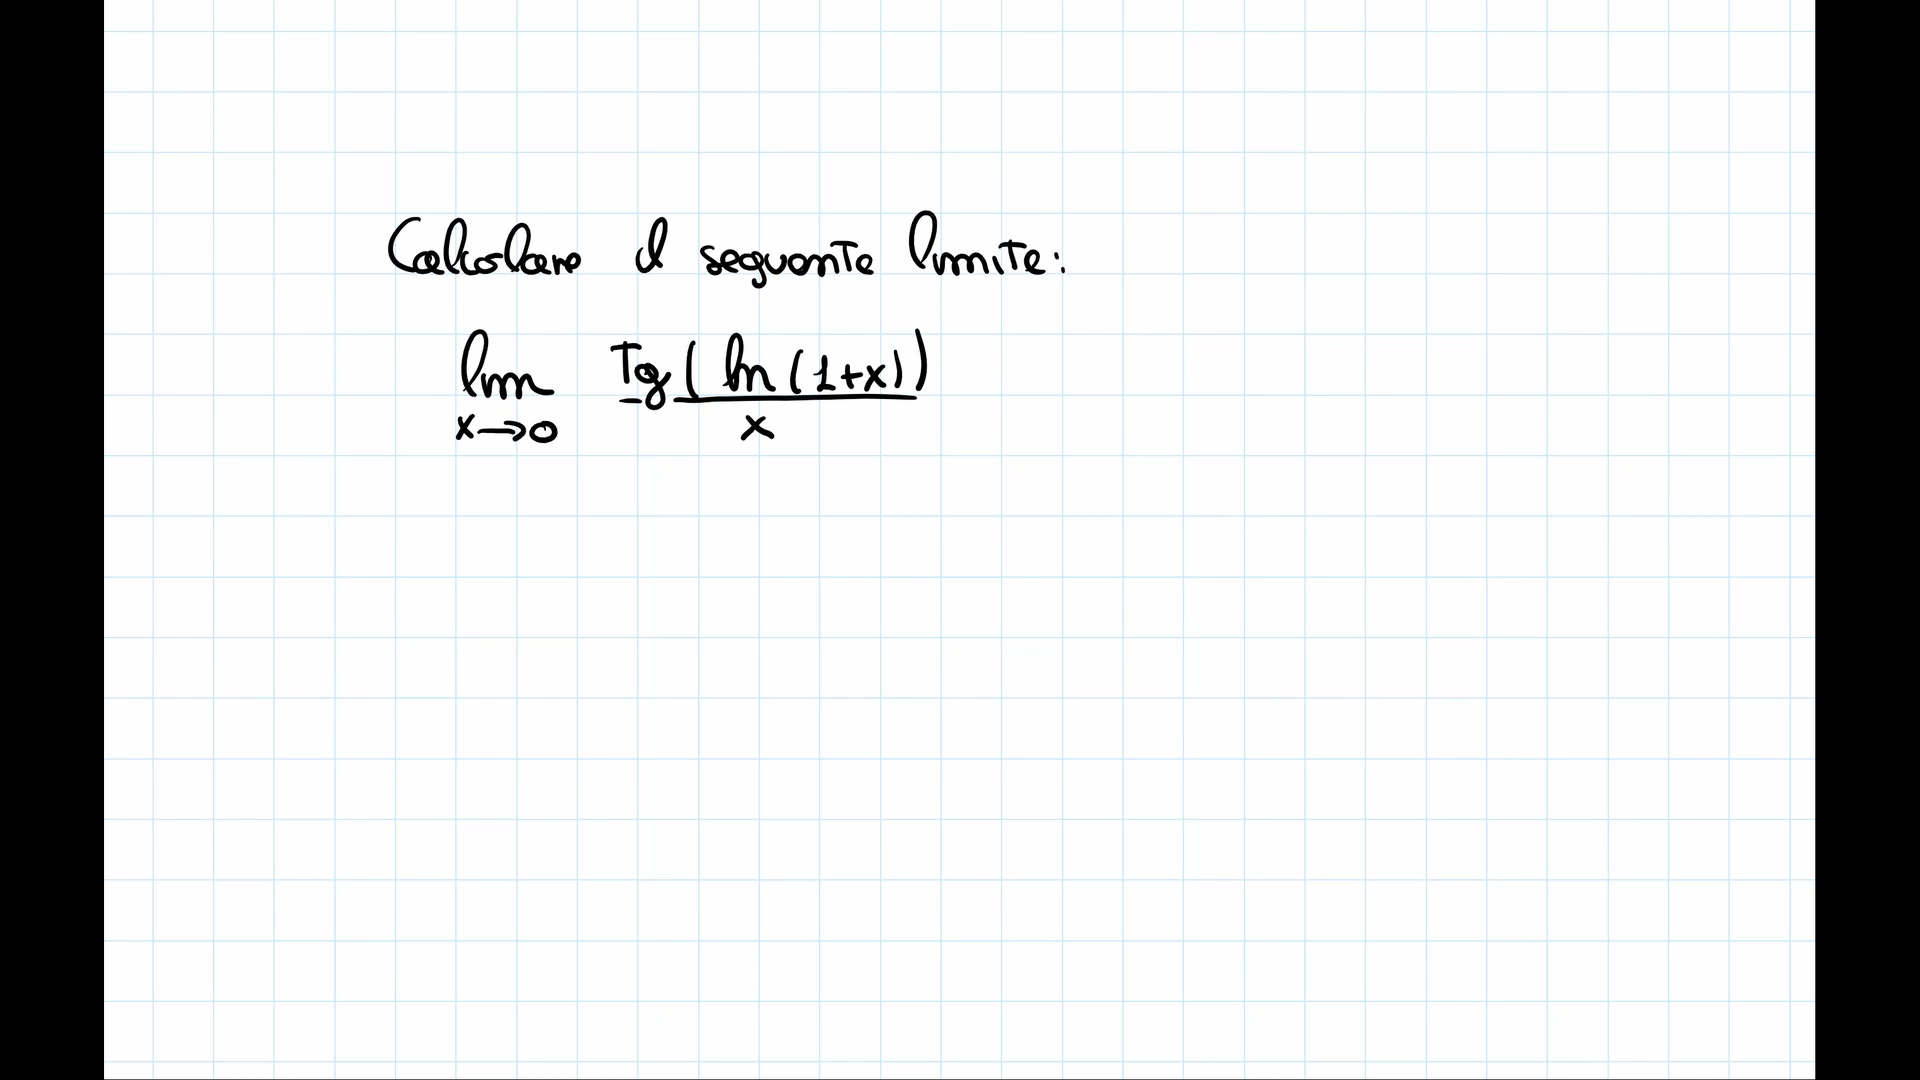 Calcolare il seguente limite:
lim Tg(ln(1+x))
x→0 x